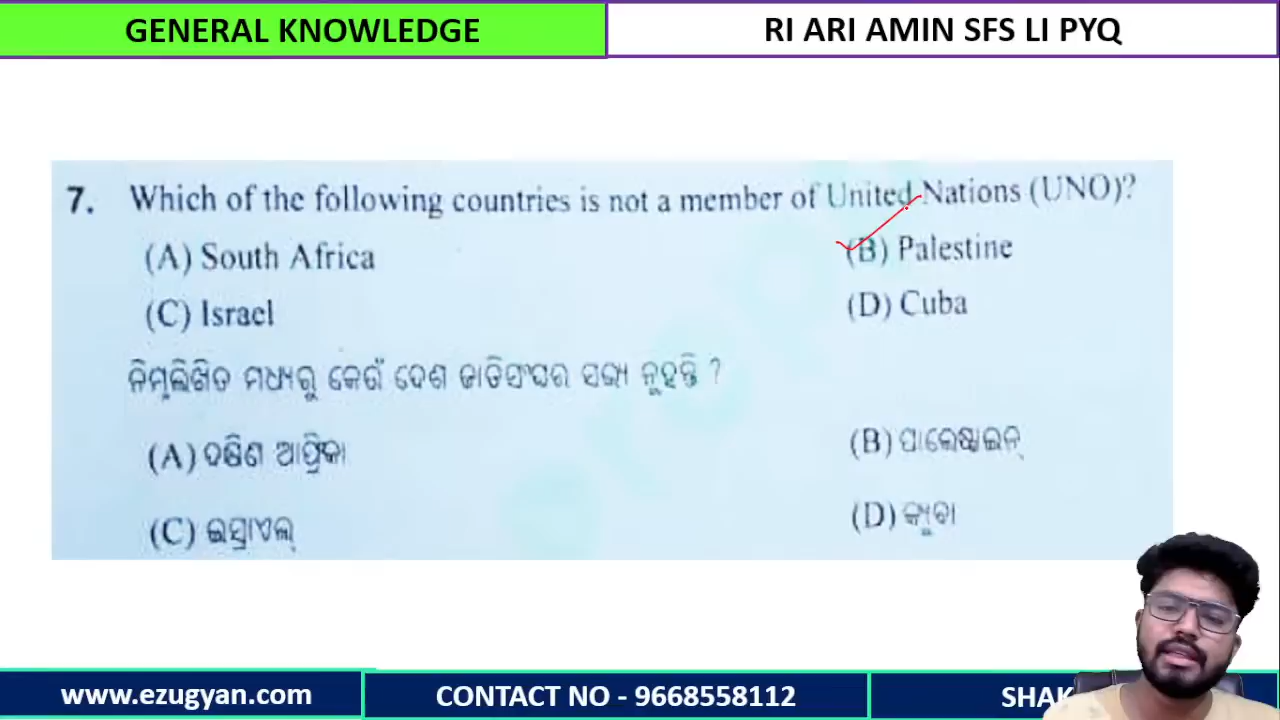 GENERAL KNOWLEDGE
RI ARI AMIN SFS LI PYQ
7. Which of the following countries is not a member of United Nations (UNO)?
(A) South Africa (B) Palestine
(C) Israel (D) Cuba
ନିମ୍ନଲିଖିତ ମଧ୍ୟରୁ କେଉଁ ଦେଶ ଜାତିସଂଘର ସଭ୍ୟ ନୁହନ୍ତି ?
(A) ଦକ୍ଷିଣ ଆଫ୍ରିକା (B) ପାଲେଷ୍ଟାଇନ୍
(C) ଇସ୍ରାଏଲ୍ (D) କ୍ୟୁବା
www.ezugyan.com
CONTACT NO - 9668558112
SHAK